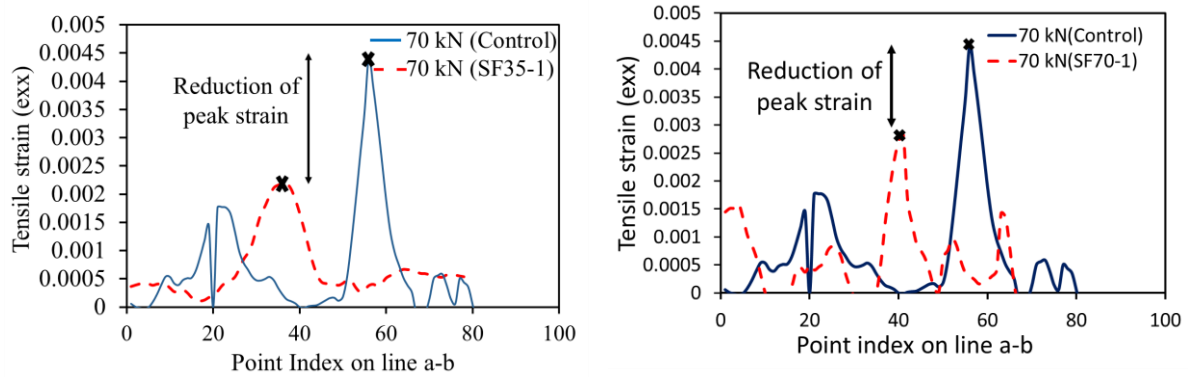 0.005
0.0045
0.004
0.0035
0.003
0.0025
0.002
0.0015
0.001
0.0005
0
Tensile strain (exx)
70 kN (Control)
70 kN (SF35-1)
Reduction of
peak strain
0 20 40 60 80 100
Point Index on line a-b
0.005
0.0045
0.004
0.0035
0.003
0.0025
0.002
0.0015
0.001
0.0005
0
Tensile strain (exx)
70 kN(Control)
70 kN(SF70-1)
Reduction of
peak strain
0 20 40 60 80 100
Point index on line a-b